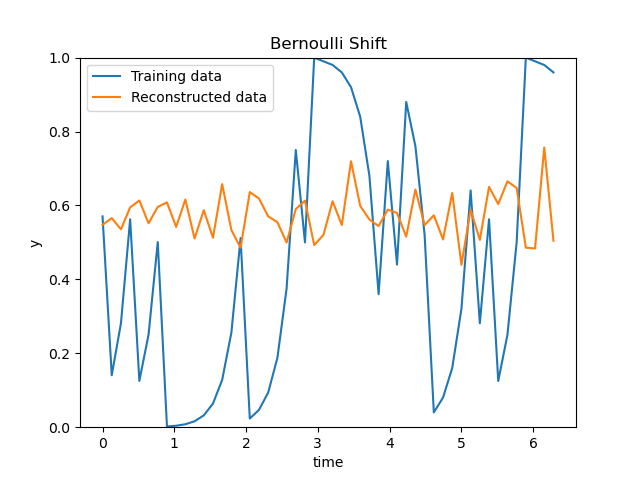 Bernoulli Shift
Training data
Reconstructed data
1.0
0.8
0.6
0.4
0.2
0.0
y
0 1 2 3 4 5 6
time